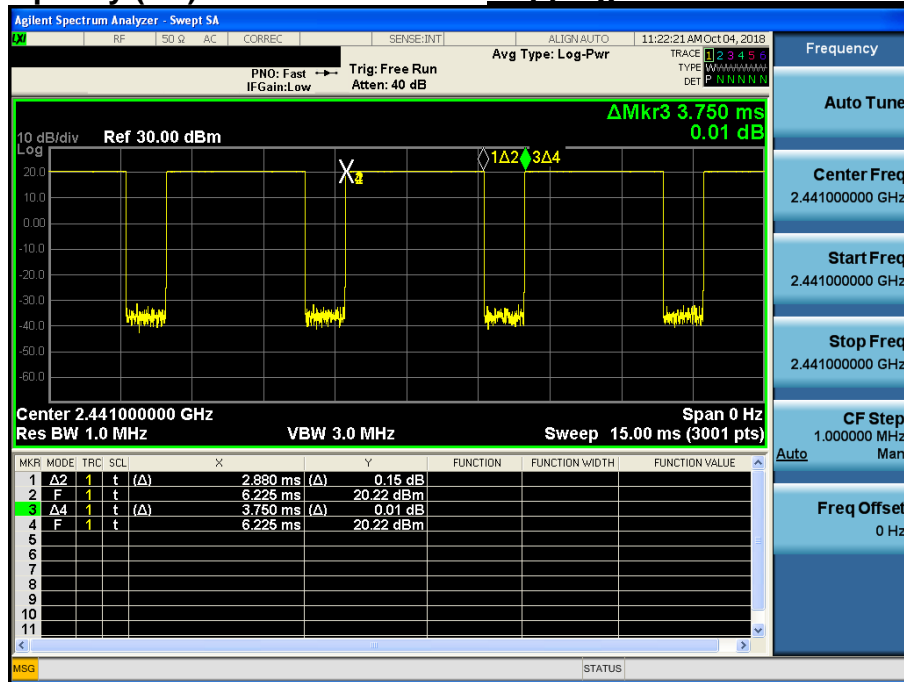 Agilent Spectrum Analyzer - Swept SA
LXI RF 50 Ω AC CORREC SENSE:INT ALIGN AUTO 11:22:21 AM Oct 04, 2018
Avg Type: Log-Pwr TRACE 1 2 3 4 5 6
PNO: Fast Trig: Free Run TYPE WWWWWW
IFGain:Low Atten: 40 dB DET P N N N N N
ΔMkr3 3.750 ms
0.01 dB
10 dB/div Ref 30.00 dBm
Log
1Δ2 3Δ4
20.0
10.0
0.00
-10.0
-20.0
-30.0
-40.0
-50.0
-60.0
Center 2.441000000 GHz Span 0 Hz
Res BW 1.0 MHz VBW 3.0 MHz Sweep 15.00 ms (3001 pts)
MKR MODE TRC SCL X Y FUNCTION FUNCTION WIDTH FUNCTION VALUE
1 Δ2 1 t (Δ) 2.880 ms (Δ) 0.15 dB
2 F 1 t 6.225 ms 20.22 dBm
3 Δ4 1 t (Δ) 3.750 ms (Δ) 0.01 dB
4 F 1 t 6.225 ms 20.22 dBm
5
6
7
8
9
10
11
MSG STATUS
Frequency
Auto Tune
Center Freq
2.441000000 GHz
Start Freq
2.441000000 GHz
Stop Freq
2.441000000 GHz
CF Step
1.000000 MHz
Auto Man
Freq Offset
0 Hz